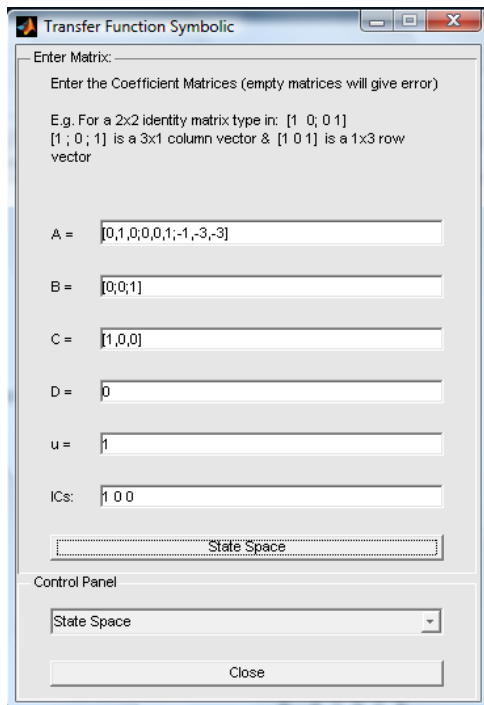 Transfer Function Symbolic
Enter Matrix:
Enter the Coefficient Matrices (empty matrices will give error)
E.g. For a 2x2 identity matrix type in: [1 0; 0 1]
[1 ; 0 ; 1] is a 3x1 column vector & [1 0 1] is a 1x3 row
vector
A = [0,1,0;0,0,1;-1,-3,-3]
B = [0;0;1]
C = [1,0,0]
D = 0
u = 1
ICs: 1 0 0
State Space
Control Panel
State Space
Close